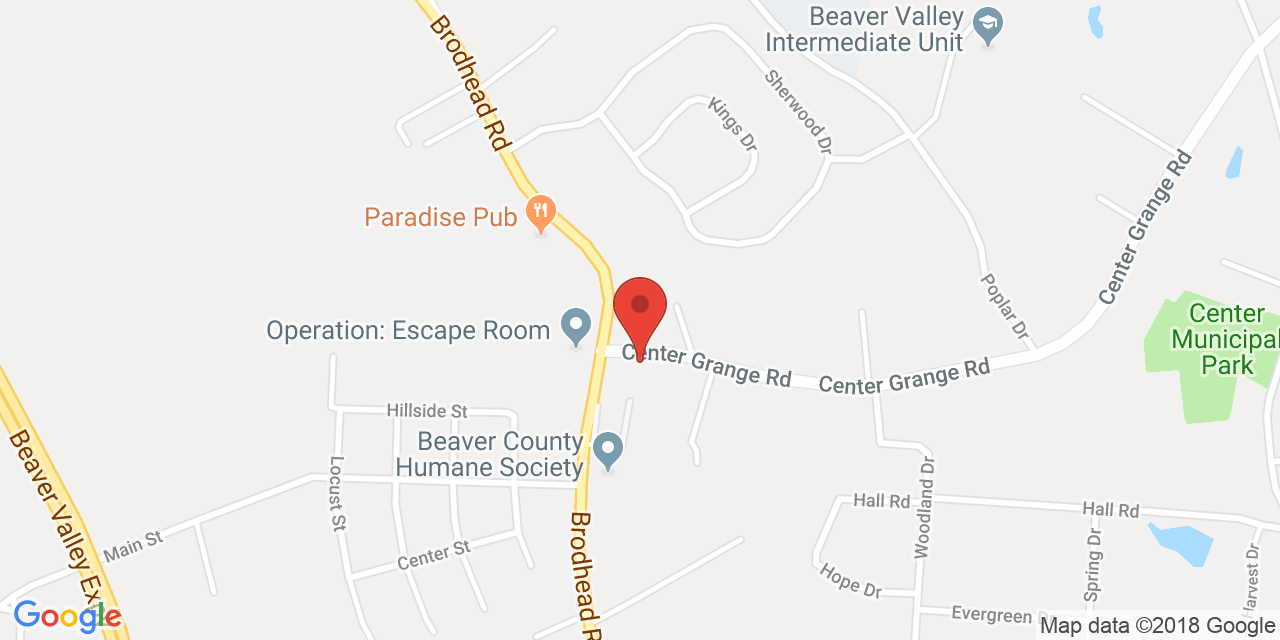 Brodhead Rd
Beaver Valley
Intermediate Unit
Sherwood Dr
Kings Dr
Center Grange Rd
Paradise Pub
Poplar Dr
Center
Municipal
Park
Operation: Escape Room
Center Grange Rd
Center Grange Rd
Hillside St
Beaver County
Humane Society
Locust St
Main St
Center St
Beaver Valley Ex
Brodhead R
Hall Rd
Hall Rd
Woodland Dr
Hope Dr
Spring Dr
Harvest Dr
Evergreen D
Google
Map data ©2018 Google